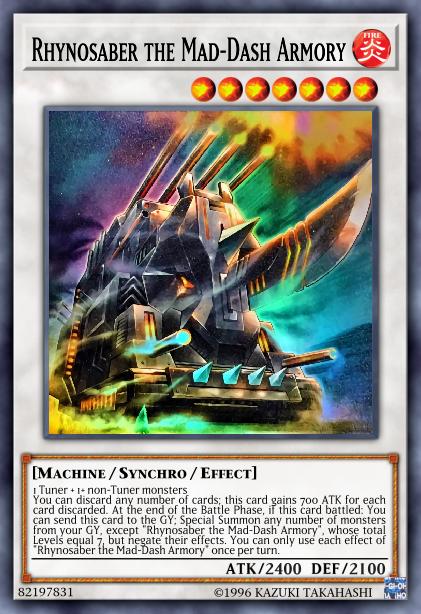 Rhynosaber the Mad-Dash Armory
FIRE
炎
[Machine / Synchro / Effect]
1 Tuner + 1+ non-Tuner monsters
You can discard any number of cards; this card gains 700 ATK for each
card discarded. At the end of the Battle Phase, if this card battled: You
can send this card to the GY; Special Summon any number of monsters
from your GY, except "Rhynosaber the Mad-Dash Armory", whose total
Levels equal 7, but negate their effects. You can only use each effect of
"Rhynosaber the Mad-Dash Armory" once per turn.
ATK/2400 DEF/2100
82197831 ©1996 KAZUKI TAKAHASHI